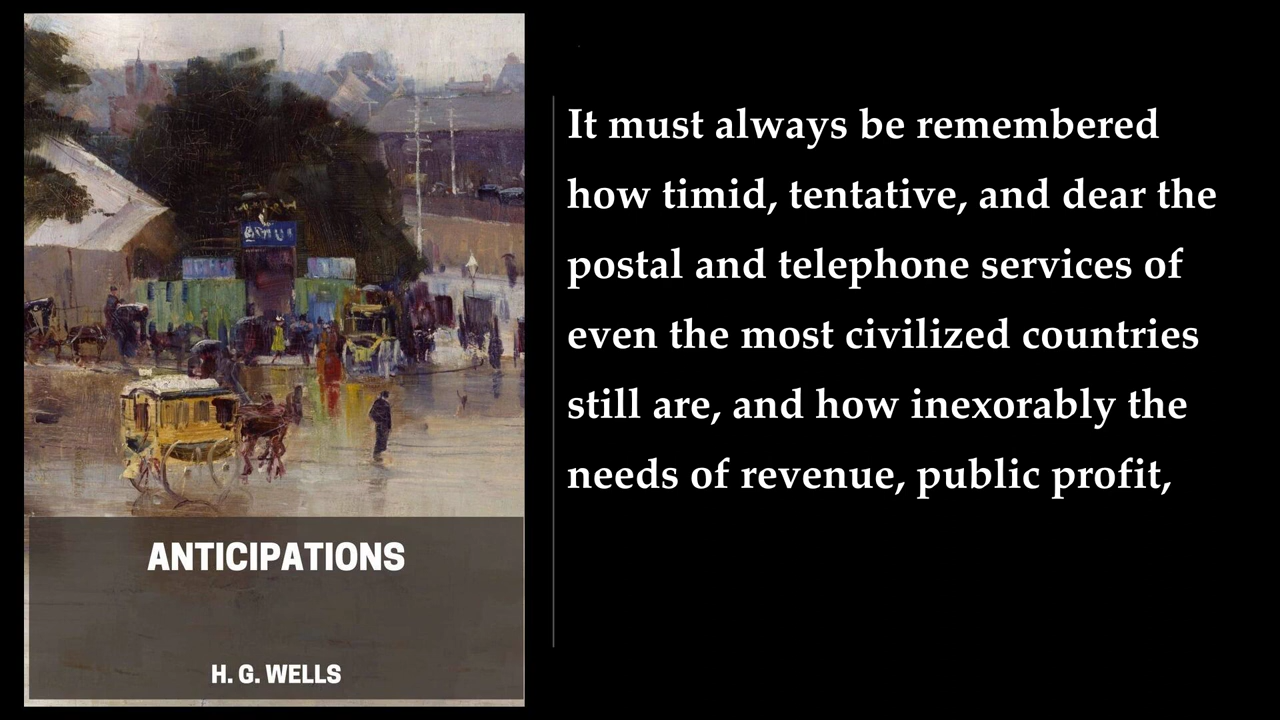 ANTICIPATIONS
H. G. WELLS
It must always be remembered
how timid, tentative, and dear the
postal and telephone services of
even the most civilized countries
still are, and how inexorably the
needs of revenue, public profit,